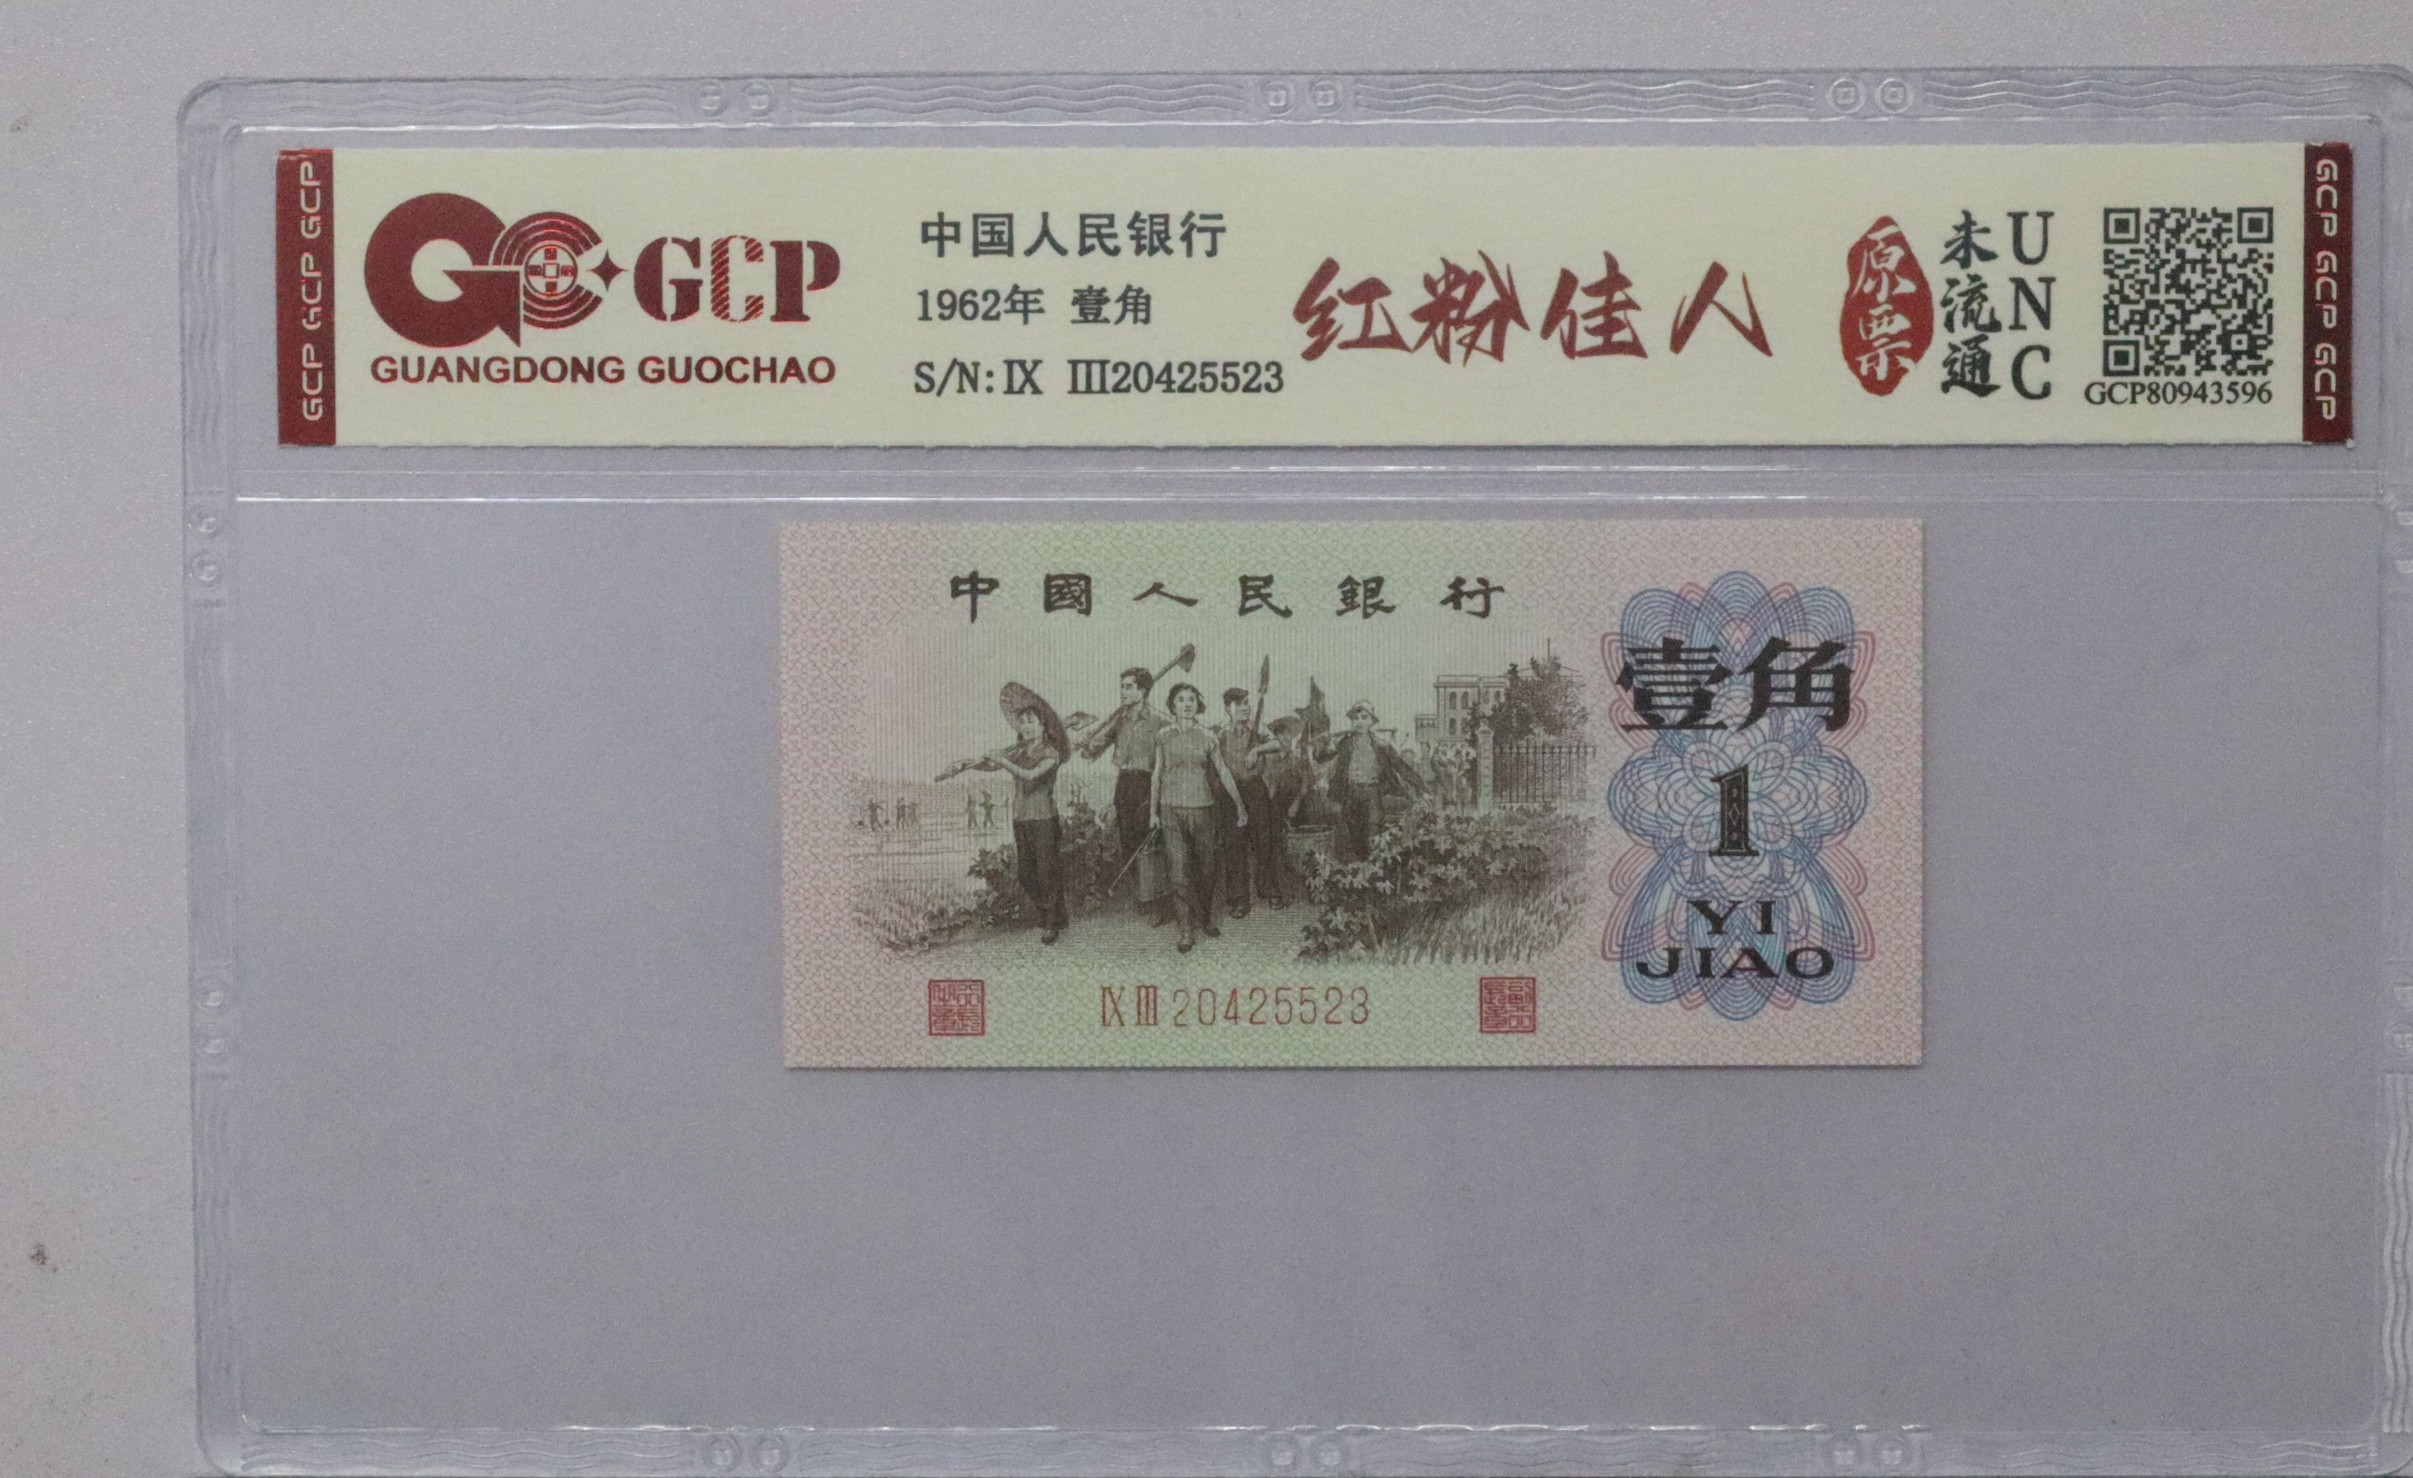 GCP GCP GCP
GCP
GUANGDONG GUOCHAO
中国人民银行
1962年 壹角
S/N: IX III20425523
红粉佳人
原票
未流通
UNC
GCP80943596
GCP GCP GCP
中國人民銀行
壹角
1
YI
JIAO
IX III 20425523